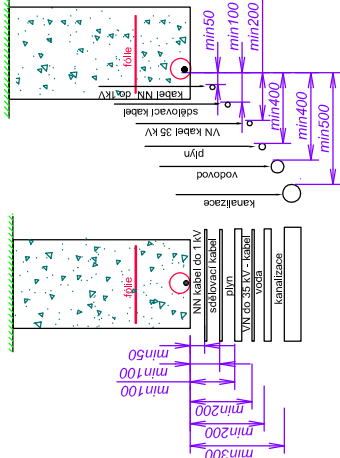 min50
min100
min200
min400
min400
min500
fólie
kabel NN do 1kV
sdělovací kabel
VN kabel 35 kV
plyn
vodovod
kanalizace
fólie
NN kabel do 1 kV
sdělovací kabel
plyn
VN do 35 kV - kabel
voda
kanalizace
min50
min100
min100
min200
min200
min300